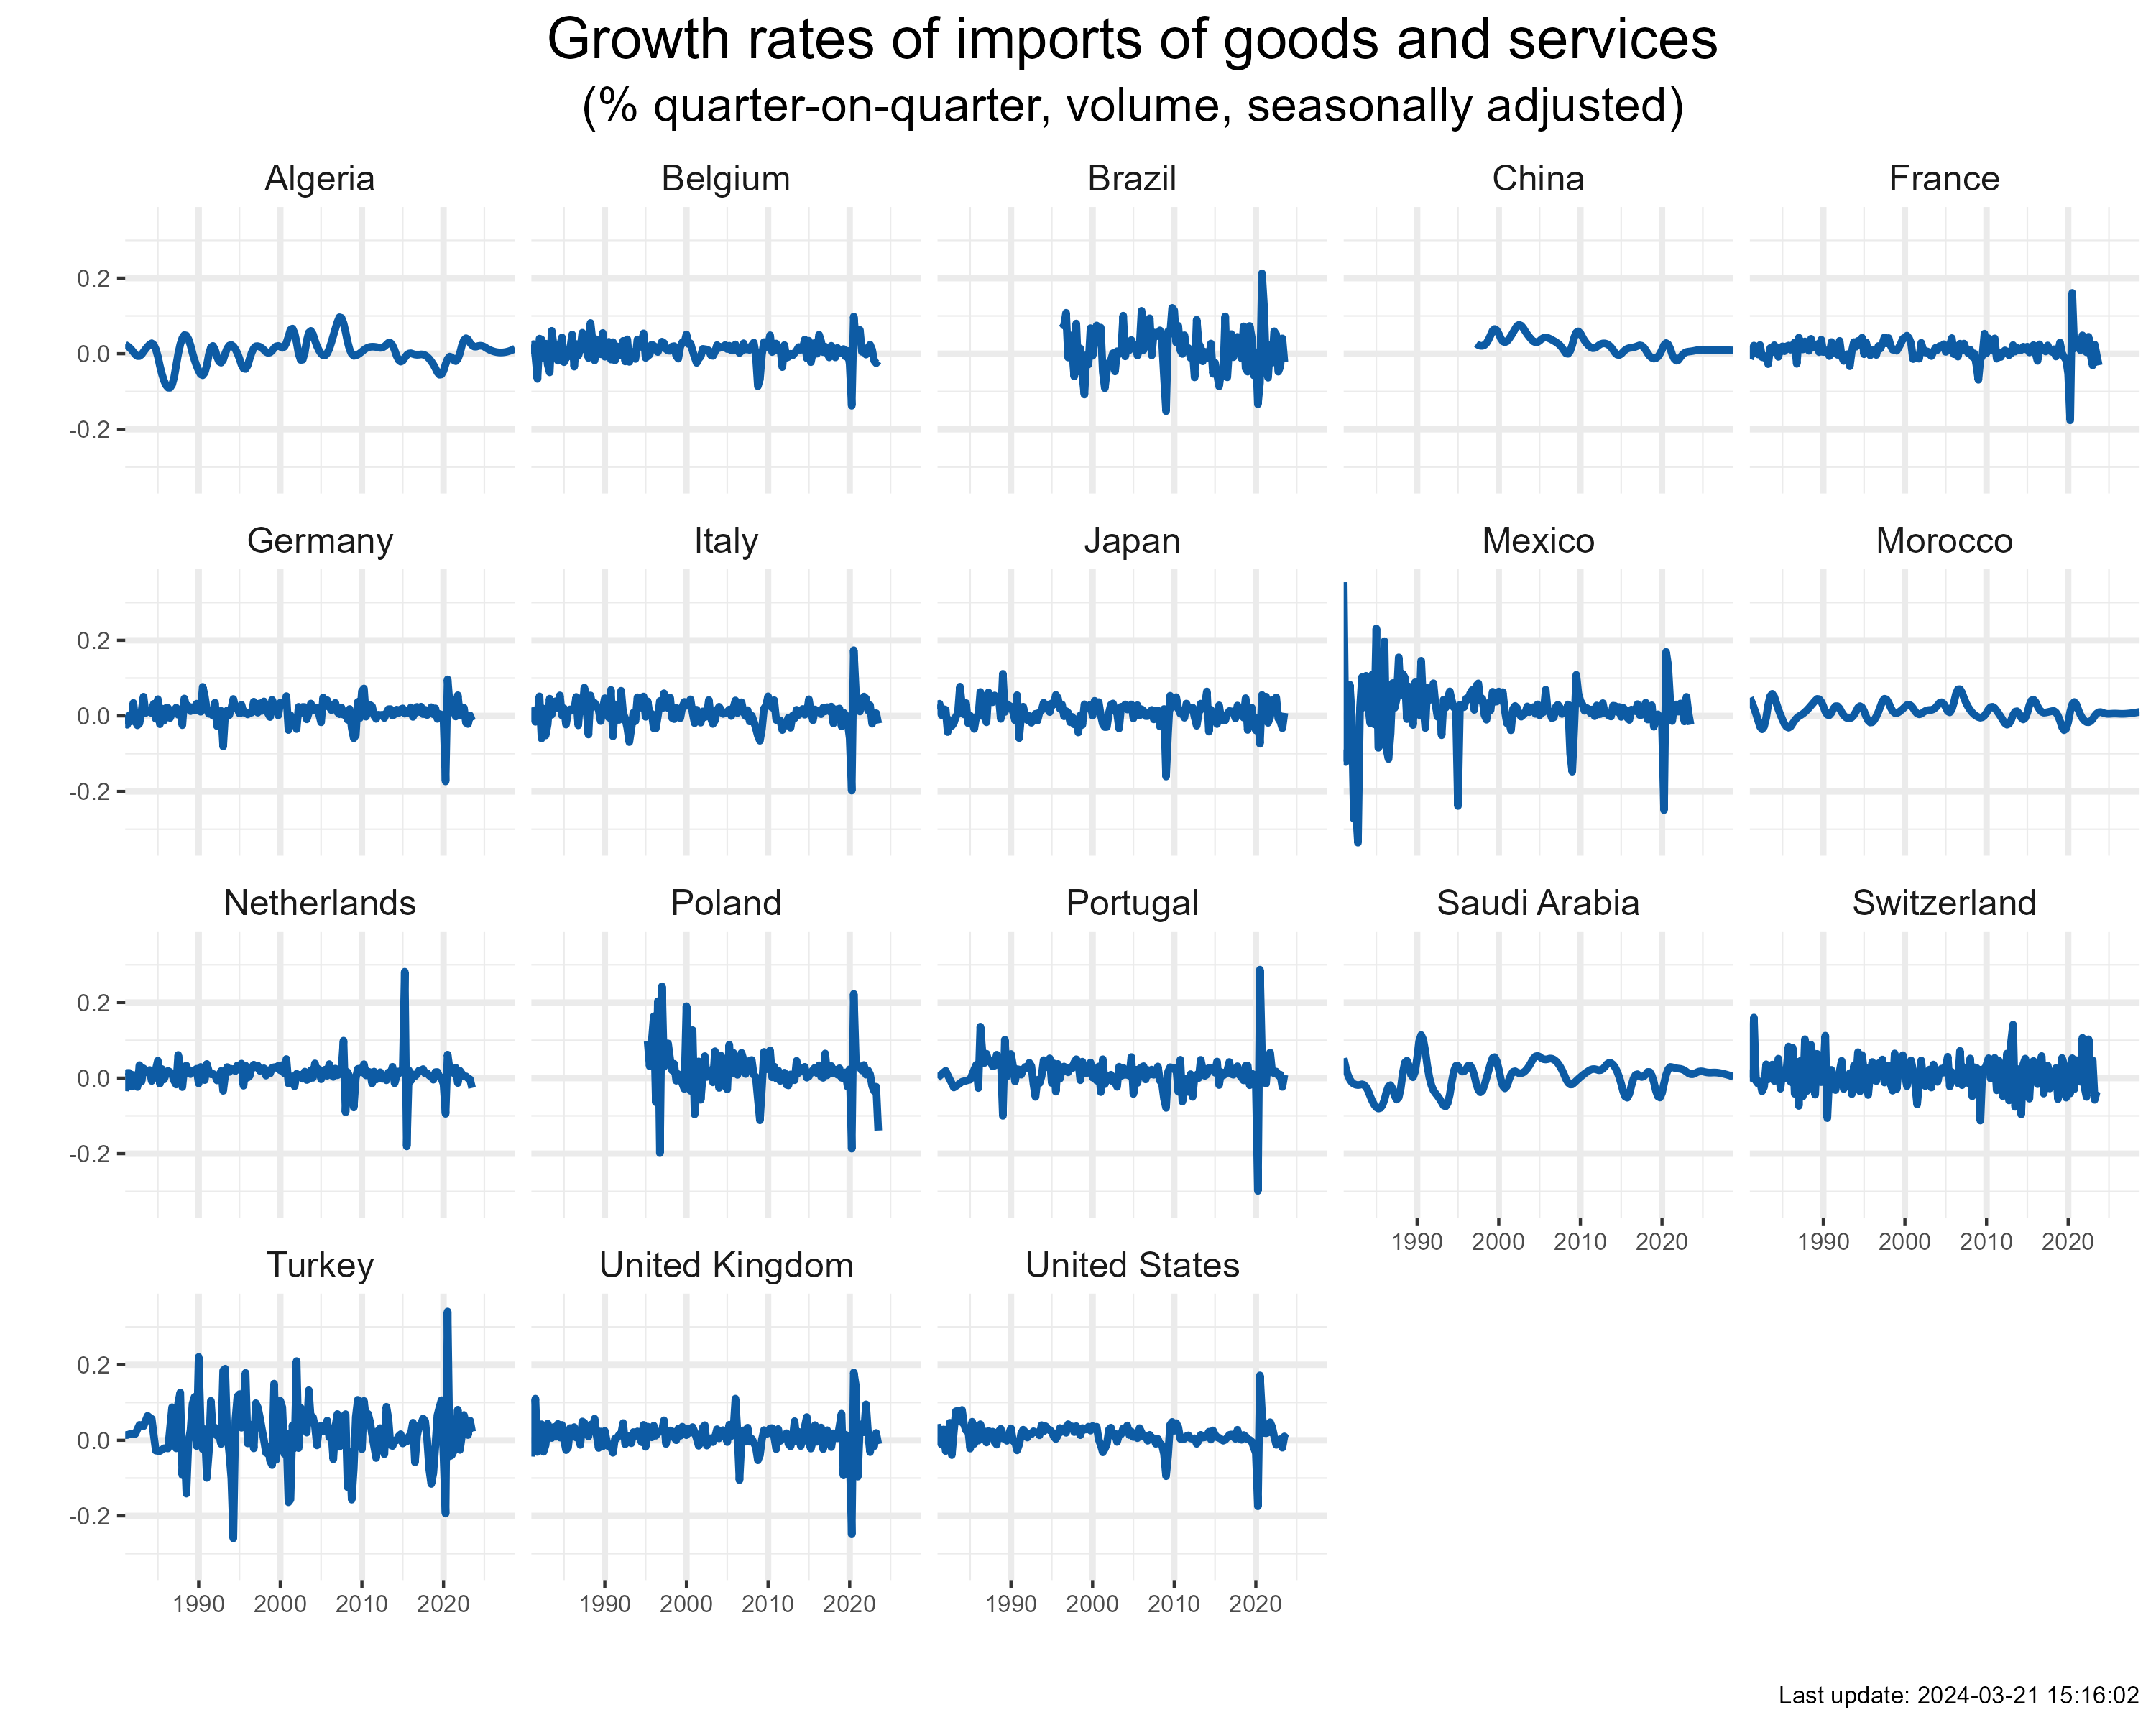 Growth rates of imports of goods and services
(% quarter-on-quarter, volume, seasonally adjusted)
Algeria Belgium Brazil China France
0.2
0.0
-0.2
Germany Italy Japan Mexico Morocco
0.2
0.0
-0.2
Netherlands Poland Portugal Saudi Arabia Switzerland
0.2
0.0
-0.2
1990 2000 2010 2020 1990 2000 2010 2020
Turkey United Kingdom United States
0.2
0.0
-0.2
1990 2000 2010 2020 1990 2000 2010 2020 1990 2000 2010 2020
Last update: 2024-03-21 15:16:02